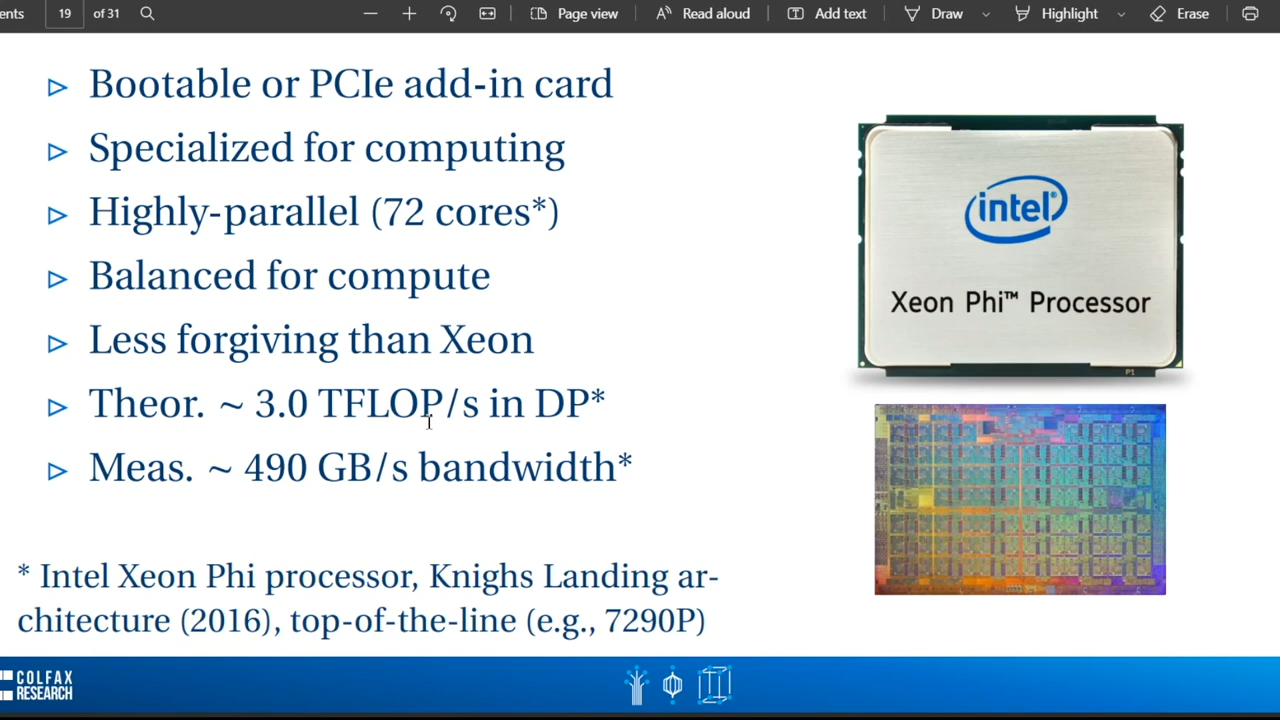 ents 19 of 31 Page view Read aloud Add text Draw Highlight Erase
▷ Bootable or PCIe add-in card
▷ Specialized for computing
▷ Highly-parallel (72 cores*)
▷ Balanced for compute
▷ Less forgiving than Xeon
▷ Theor. ~ 3.0 TFLOP/s in DP*
▷ Meas. ~ 490 GB/s bandwidth*
* Intel Xeon Phi processor, Knighs Landing ar-
chitecture (2016), top-of-the-line (e.g., 7290P)
intel®
Xeon Phi™ Processor
P1
COLFAX
RESEARCH